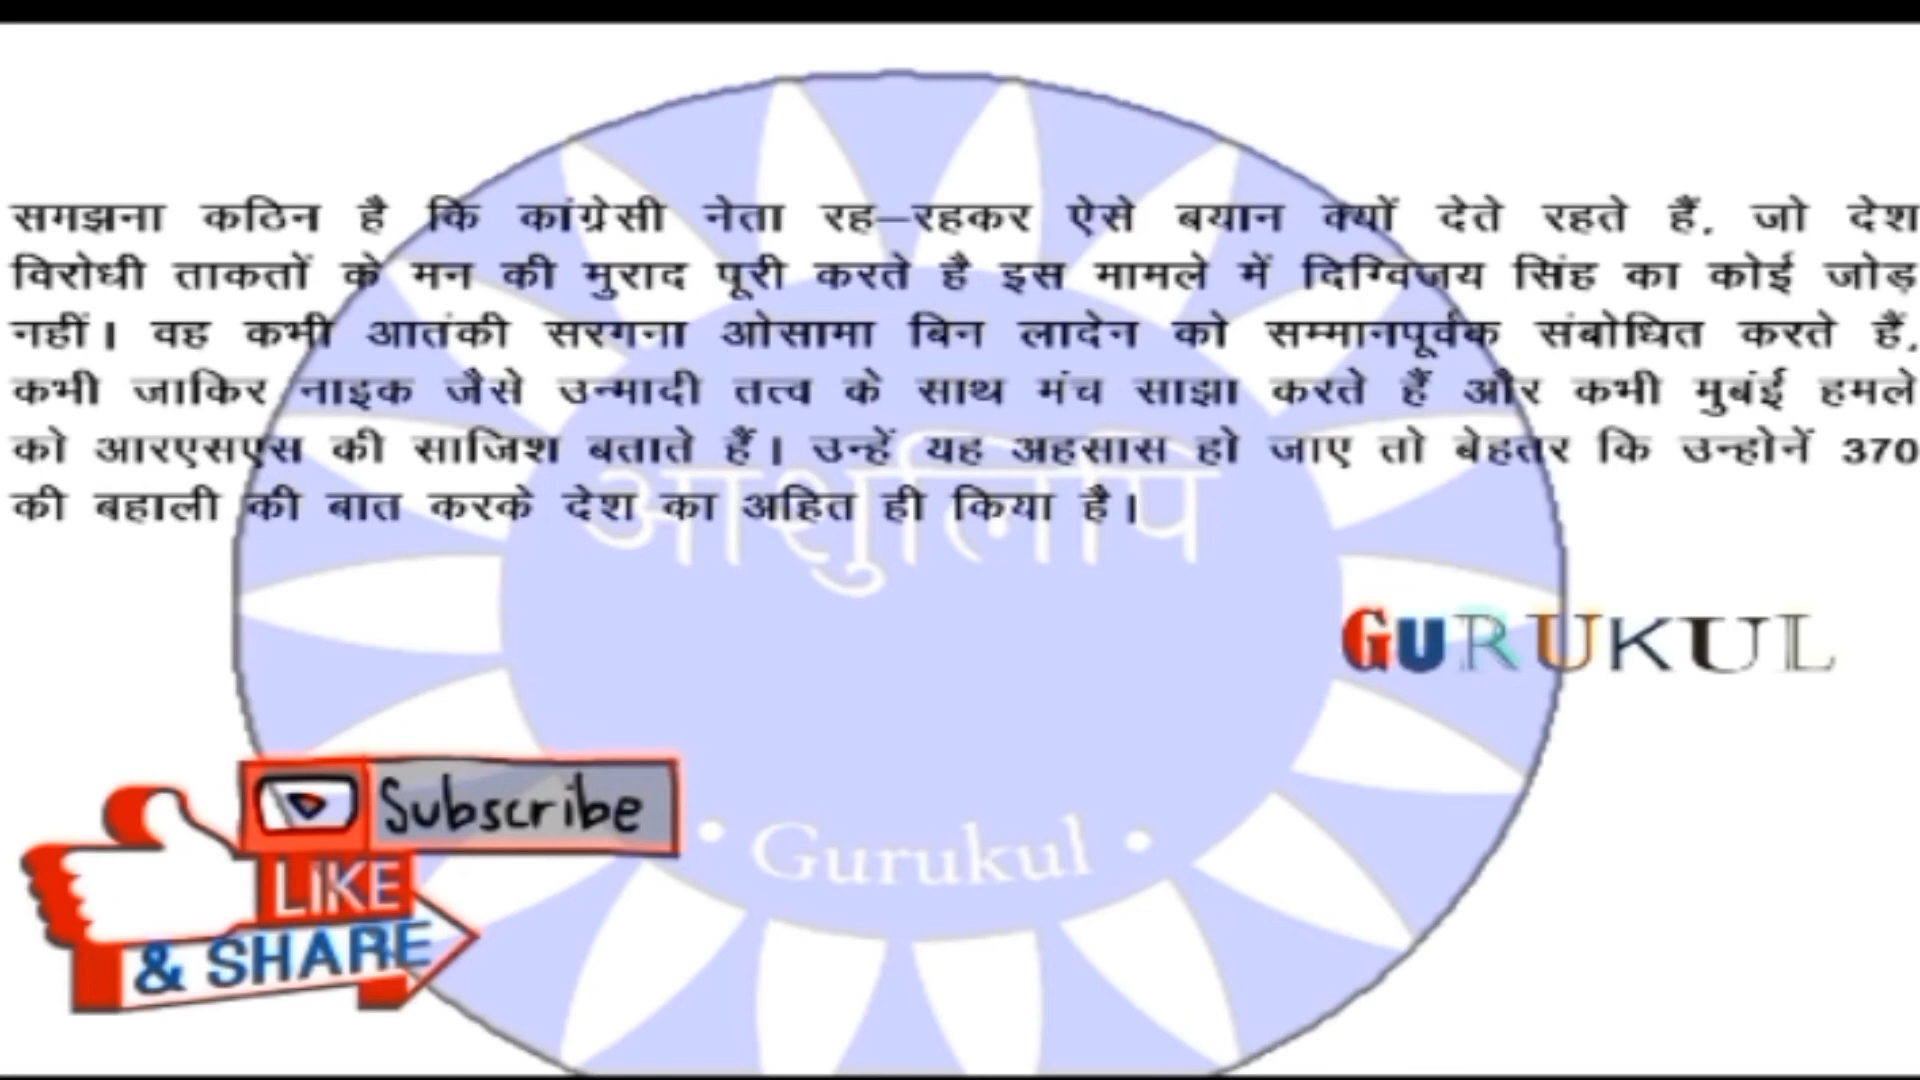 समझना कठिन है कि कांग्रेसी नेता रह–रहकर ऐसे बयान क्यों देते रहते हैं, जो देश
विरोधी ताकतों के मन की मुराद पूरी करते है इस मामले में दिग्विजय सिंह का कोई जोड़
नहीं। वह कभी आतंकी सरगना ओसामा बिन लादेन को सम्मानपूर्वक संबोधित करते हैं,
कभी जाकिर नाइक जैसे उन्मादी तत्व के साथ मंच साझा करते हैं और कभी मुबंई हमले
को आरएसएस की साजिश बताते हैं। उन्हें यह अहसास हो जाए तो बेहतर कि उन्होनें 370
की बहाली की बात करके देश का अहित ही किया है।
आशुलिपि
GURUKUL
Subscribe
• Gurukul •
LIKE
& SHARE